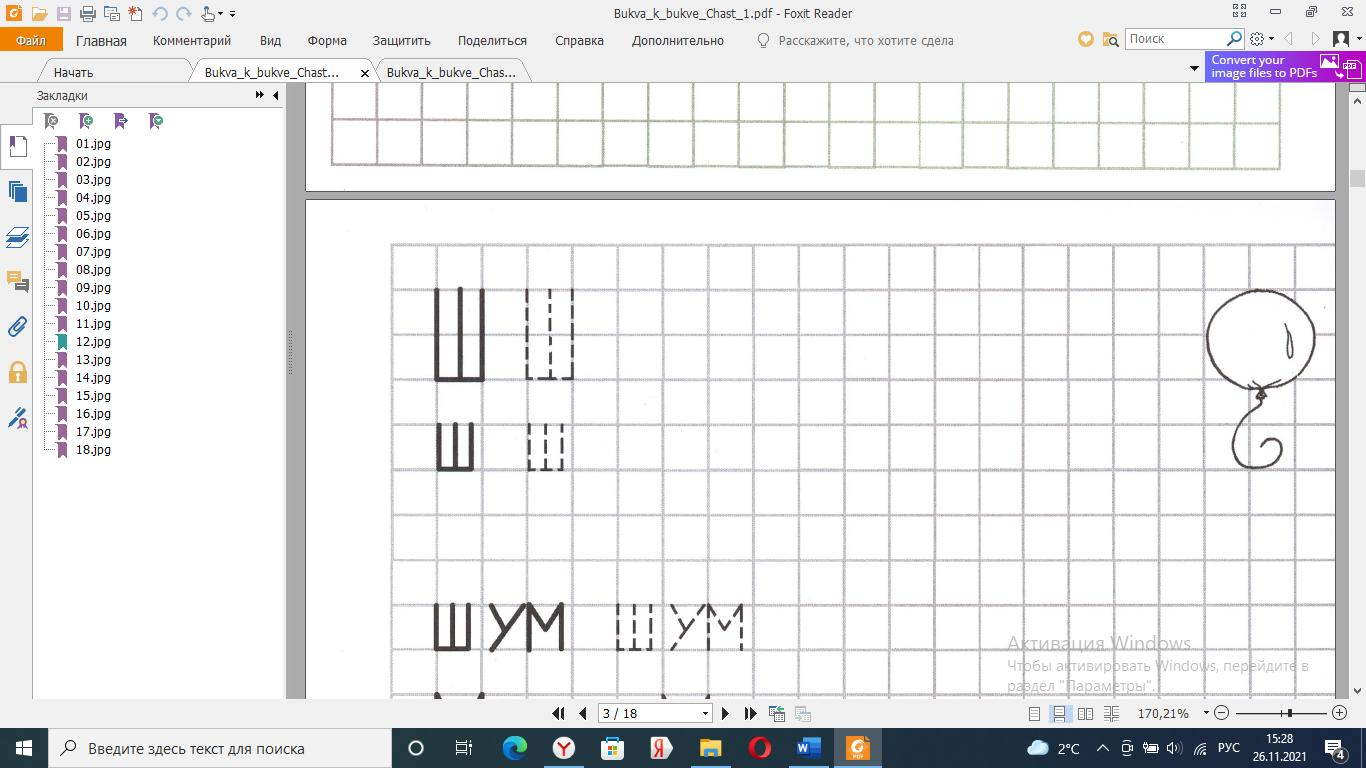 Bukva_k_bukve_Chast_1.pdf - Foxit Reader
Файл Главная Комментарий Вид Форма Защитить Поделиться Справка Дополнительно Расскажите, что хотите сдела Поиск
Начать Bukva_k_bukve_Chast... Bukva_k_bukve_Chas... Convert your
image files to PDFs
PDF
Закладки
01.jpg
02.jpg
03.jpg
04.jpg
05.jpg
06.jpg
07.jpg
08.jpg
09.jpg
10.jpg
11.jpg
12.jpg
13.jpg
14.jpg
15.jpg
16.jpg
17.jpg
18.jpg
Ш Ш
Ш Ш
ШУМ ШУМ
Активация Windows
Чтобы активировать Windows, перейдите в
раздел "Параметры".
3 / 18 170,21%
Введите здесь текст для поиска
2°C РУС 15:28
26.11.2021
4